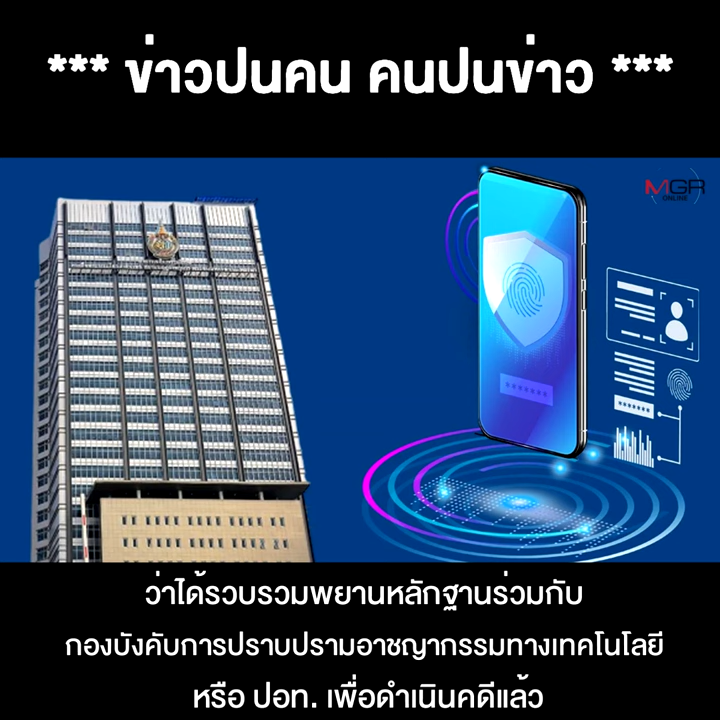 *** ข่าวปนคน คนปนข่าว ***
MGR
ONLINE
ว่าได้รวบรวมพยานหลักฐานร่วมกับ
กองบังคับการปราบปรามอาชญากรรมทางเทคโนโลยี
หรือ ปอท. เพื่อดำเนินคดีแล้ว